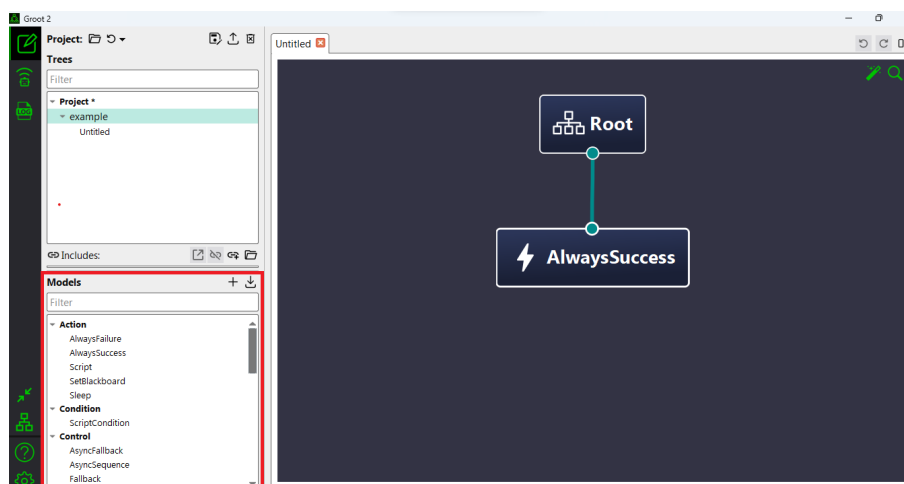 Groot 2
Project:
Trees
Filter
Project *
example
Untitled
Includes:
Models
Filter
Action
AlwaysFailure
AlwaysSuccess
Script
SetBlackboard
Sleep
Condition
ScriptCondition
Control
AsyncFallback
AsyncSequence
Fallback
Untitled
Root
AlwaysSuccess
LOG